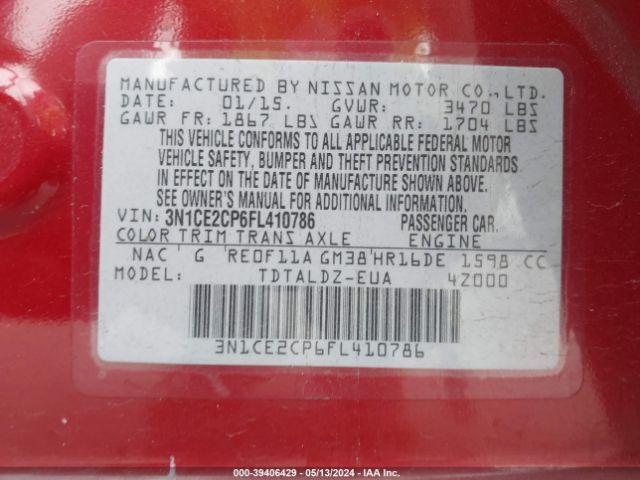 MANUFACTURED BY NISSAN MOTOR CO.,LTD.
DATE: 01/15. GVWR: 3470 LBS
GAWR FR: 1867 LBS GAWR RR: 1704 LBS
THIS VEHICLE CONFORMS TO ALL APPLICABLE FEDERAL MOTOR
VEHICLE SAFETY, BUMPER AND THEFT PREVENTION STANDARDS
IN EFFECT ON THE DATE OF MANUFACTURE SHOWN ABOVE.
SEE OWNER'S MANUAL FOR ADDITIONAL INFORMATION.
VIN: 3N1CE2CP6FL410786 PASSENGER CAR.
COLOR TRIM TRANS AXLE ENGINE
NAC G RE0F11A GM38 HR16DE 1598 CC
MODEL: TDTALDZ-EUA 4Z000
3N1CE2CP6FL410786
000-39406429 - 05/13/2024 - IAA Inc.